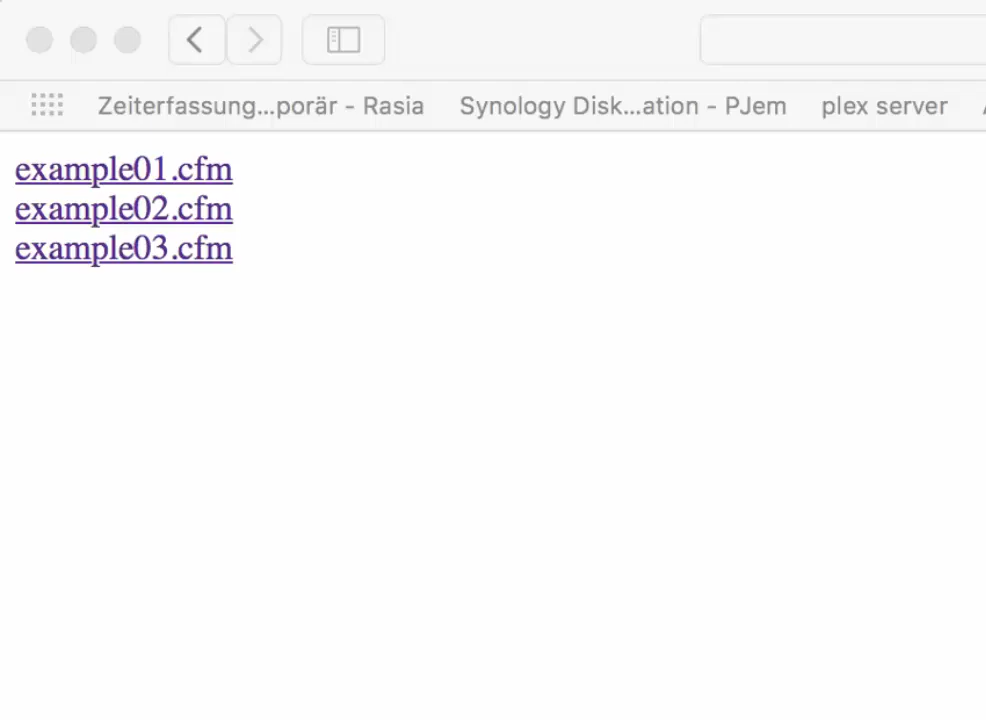 Zeiterfassung...porär - Rasia Synology Disk...ation - PJem plex server
example01.cfm
example02.cfm
example03.cfm